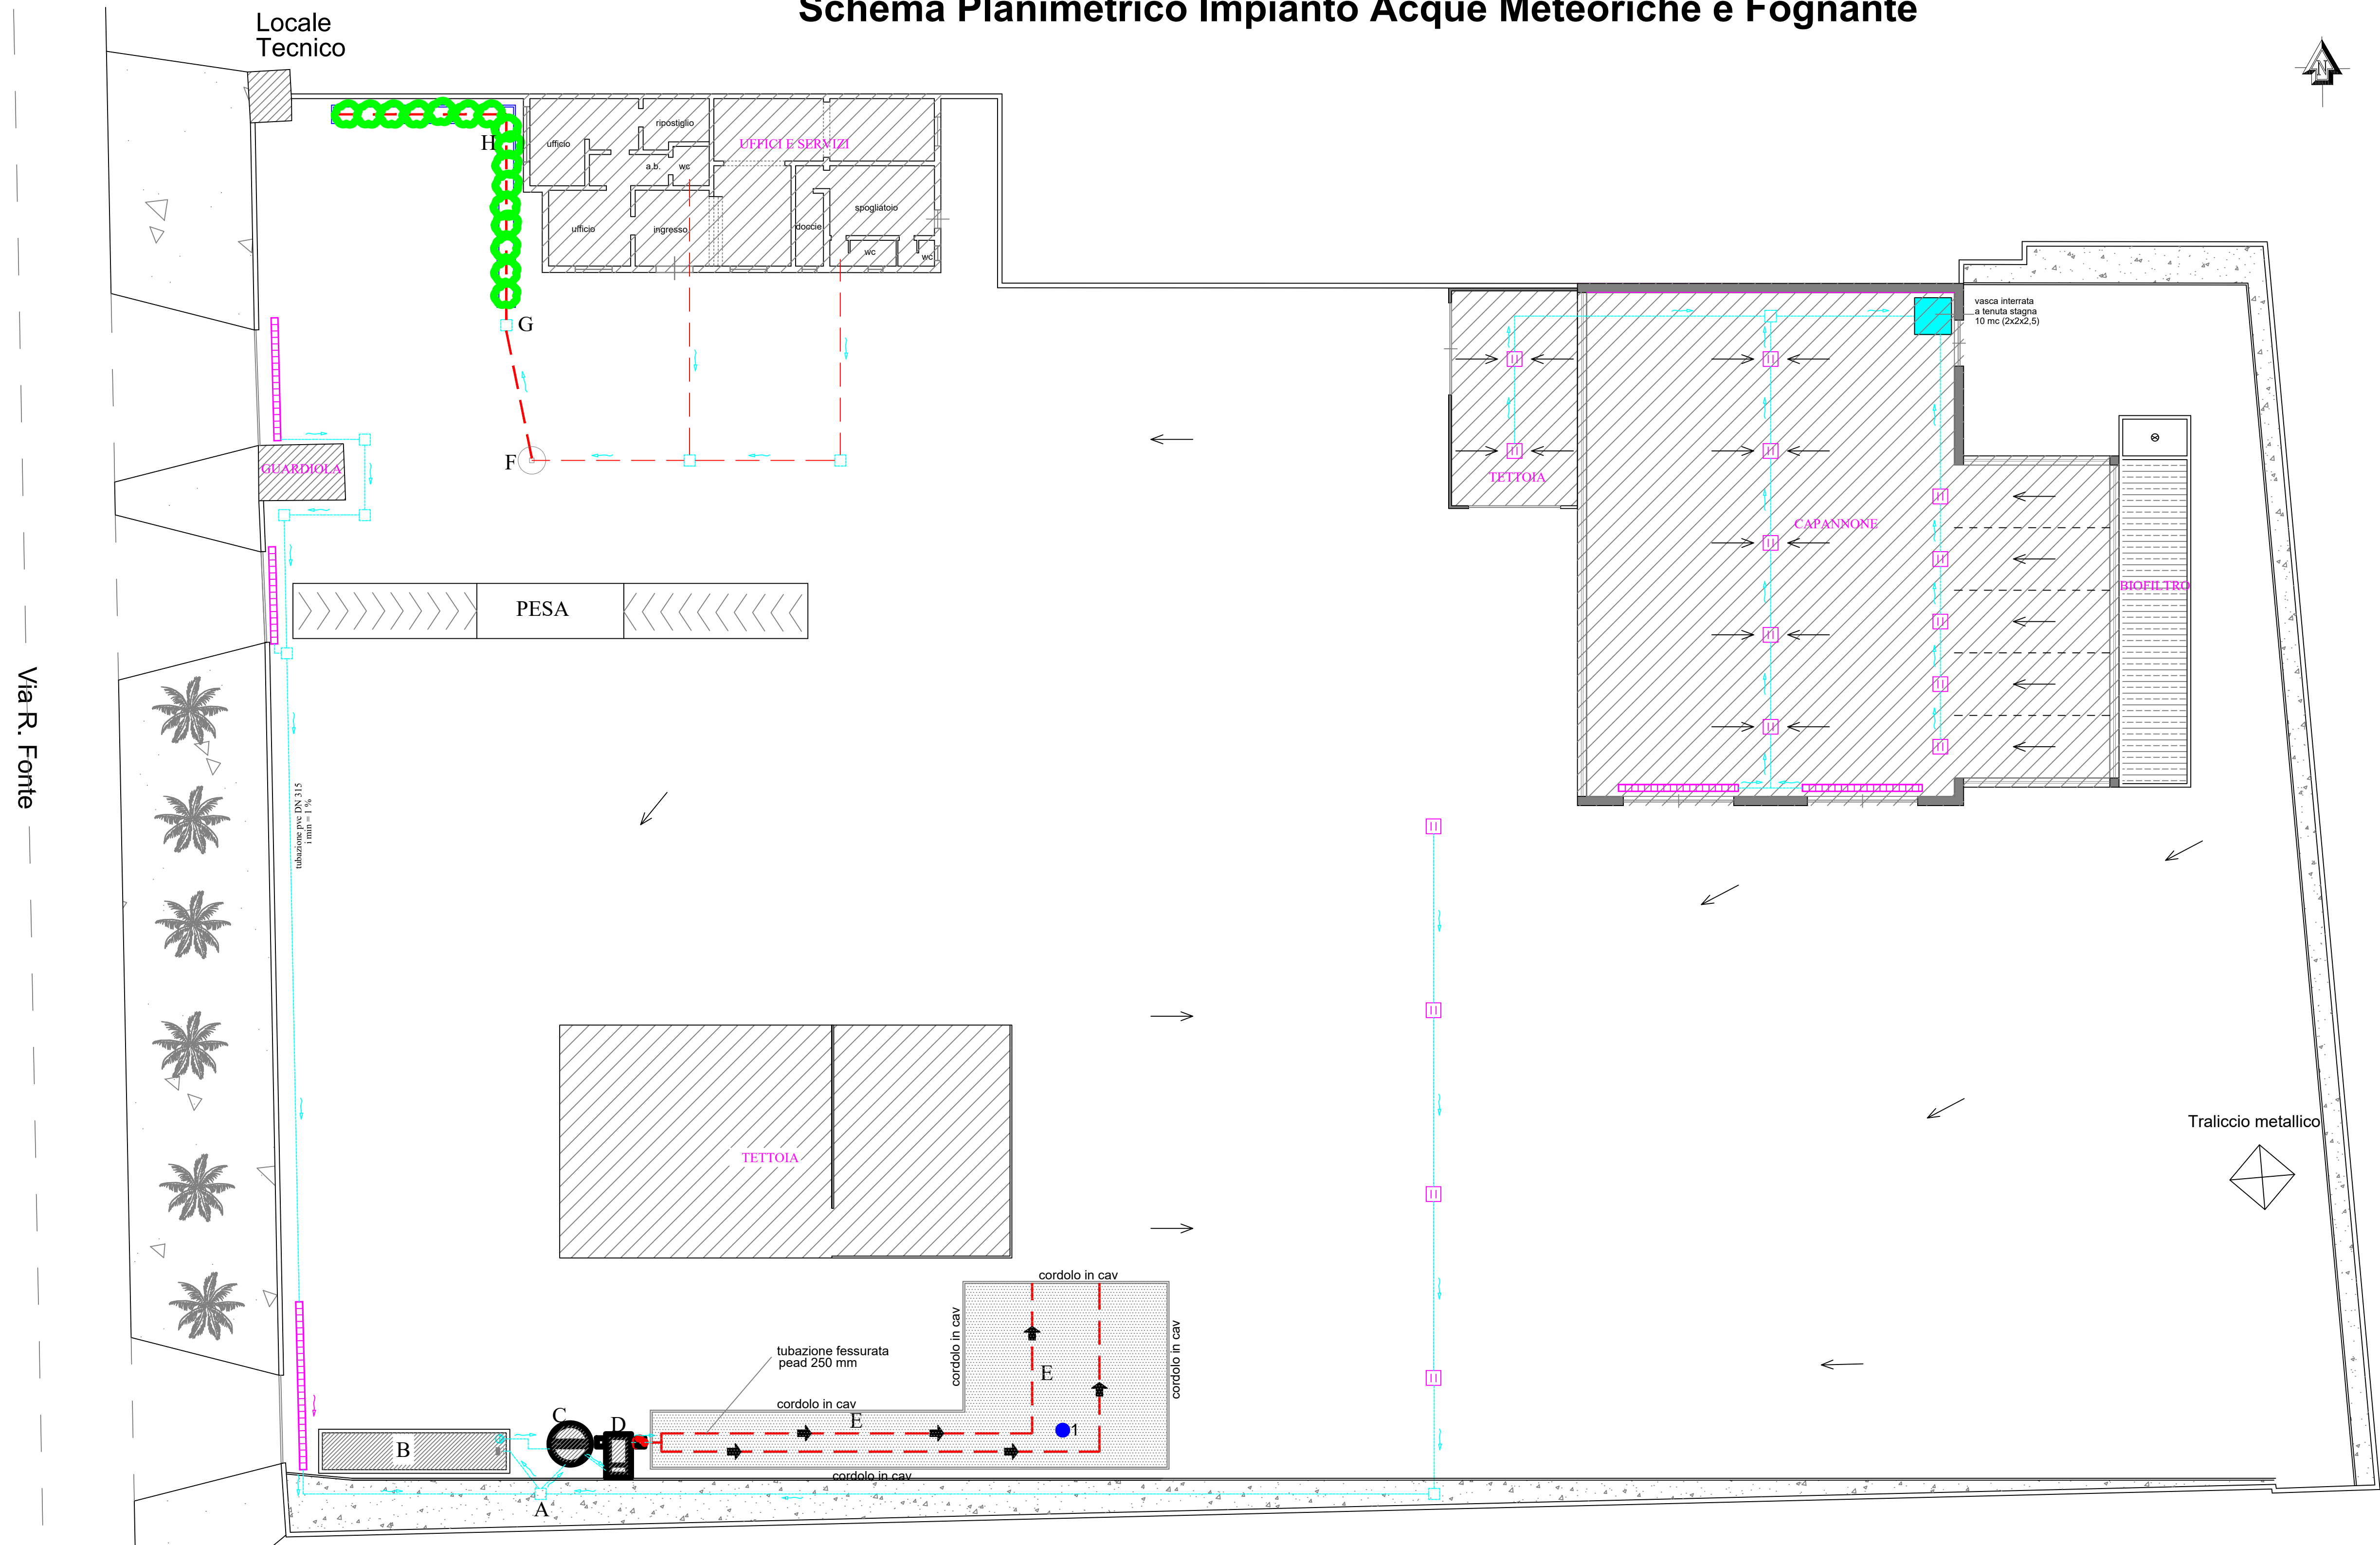 Schema Planimetrico Impianto Acque Meteoriche e Fognante
Locale
Tecnico
N
H
ufficio
ripostiglio
UFFICI E SERVIZI
a.b.
wc
ufficio
ingresso
doccie
spogliatoio
wc
wc
vasca interrata
a tenuta stagna
10 mc (2x2x2,5)
G
F
GUARDIOLA
TETTOIA
CAPANNONE
BIOFILTRO
PESA
Via R. Fonte
tubazione pvc DN 315
i min = 1 %
Traliccio metallico
TETTOIA
cordolo in cav
cordolo in cav
cordolo in cav
tubazione fessurata
pead 250 mm
E
cordolo in cav
E
1
C
D
B
cordolo in cav
A